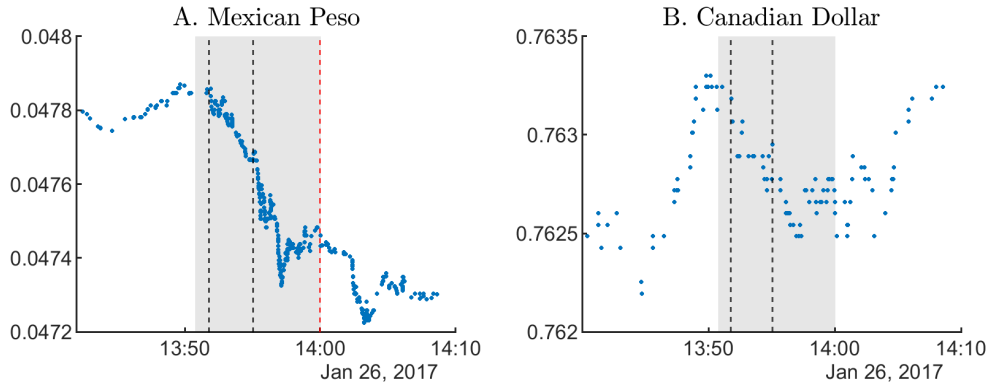 A. Mexican Peso
0.048
0.0478
0.0476
0.0474
0.0472
13:50 14:00 14:10
Jan 26, 2017
B. Canadian Dollar
0.7635
0.763
0.7625
0.762
13:50 14:00 14:10
Jan 26, 2017